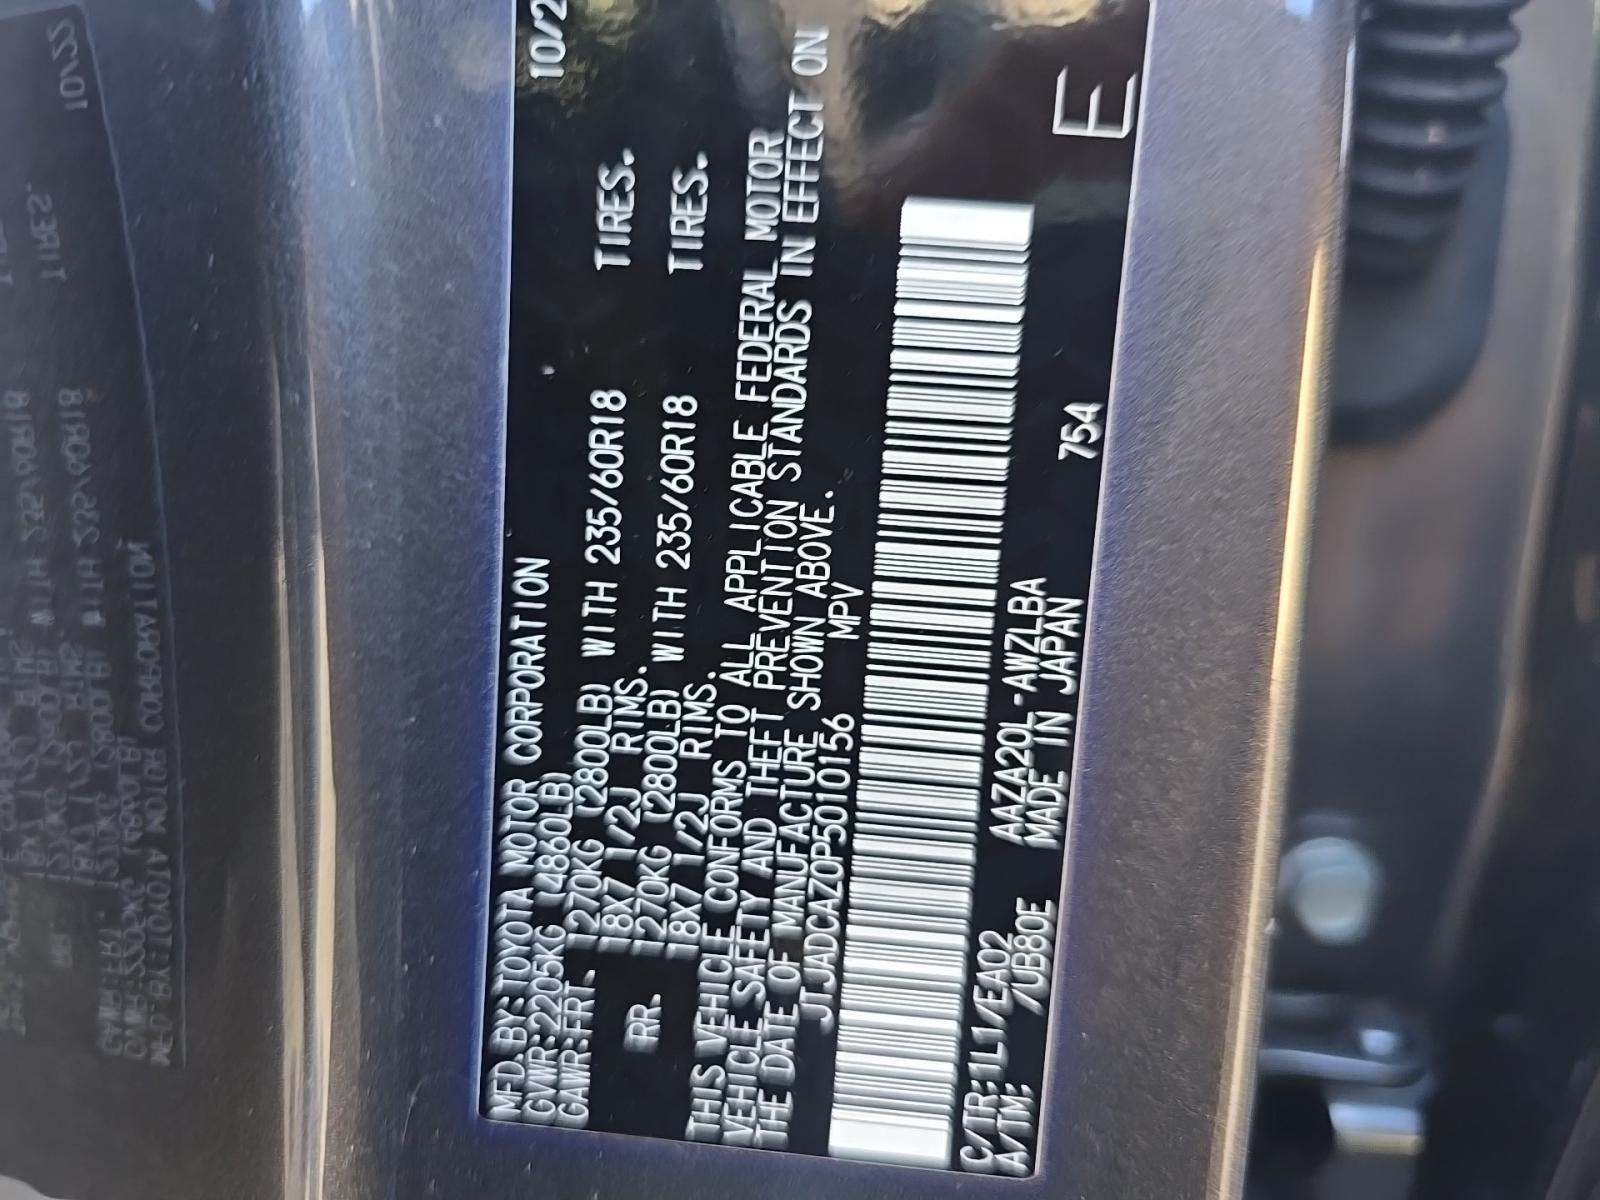 MFD.BY:TOYOTA MOTOR CORPORATION 10/2
GVWR:2205KG (4860LB)
GAWR:FRT. 1270KG (2800LB) WITH 235/60R18 TIRES.
18X7 1/2J RIMS.
RR. 1270KG (2800LB) WITH 235/60R18 TIRES.
18X7 1/2J RIMS.
THIS VEHICLE CONFORMS TO ALL APPLICABLE FEDERAL MOTOR
VEHICLE SAFETY AND THEFT PREVENTION STANDARDS IN EFFECT ON
THE DATE OF MANUFACTURE SHOWN ABOVE.
JTJADCAZ0P5010156 MPV
C/TR:1L1/EA02 AAZA20L-AWZLBA
A/TM: /UB80E MADE IN JAPAN 754 E
10/22